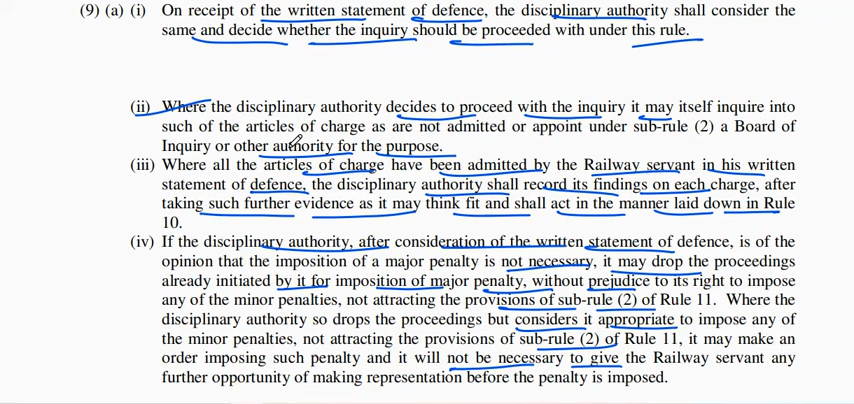 (9) (a) (i) On receipt of the written statement of defence, the disciplinary authority shall consider the
same and decide whether the inquiry should be proceeded with under this rule.
(ii) Where the disciplinary authority decides to proceed with the inquiry it may itself inquire into
such of the articles of charge as are not admitted or appoint under sub-rule (2) a Board of
Inquiry or other authority for the purpose.
(iii) Where all the articles of charge have been admitted by the Railway servant in his written
statement of defence, the disciplinary authority shall record its findings on each charge, after
taking such further evidence as it may think fit and shall act in the manner laid down in Rule
10.
(iv) If the disciplinary authority, after consideration of the written statement of defence, is of the
opinion that the imposition of a major penalty is not necessary, it may drop the proceedings
already initiated by it for imposition of major penalty, without prejudice to its right to impose
any of the minor penalties, not attracting the provisions of sub-rule (2) of Rule 11. Where the
disciplinary authority so drops the proceedings but considers it appropriate to impose any of
the minor penalties, not attracting the provisions of sub-rule (2) of Rule 11, it may make an
order imposing such penalty and it will not be necessary to give the Railway servant any
further opportunity of making representation before the penalty is imposed.